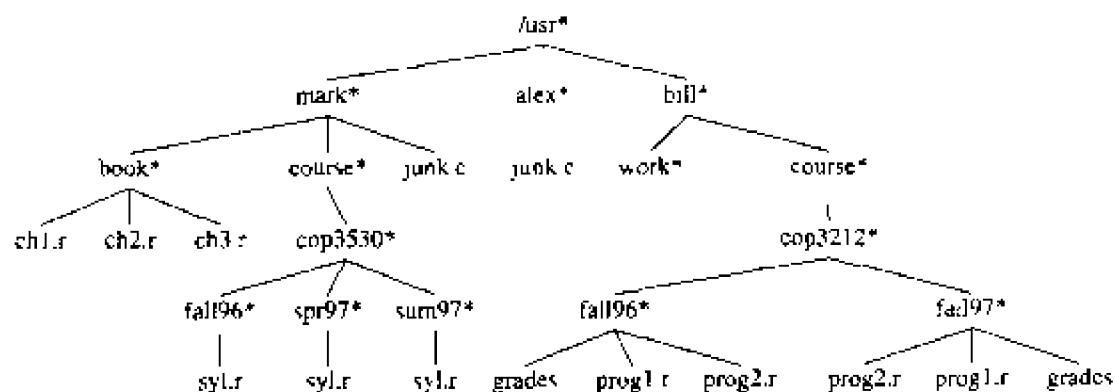 /usr*
mark* alex* bill*
book* course* junk c junk c work* course*
ch1.r ch2.r ch3 r cop3530* cop3212*
fall96* spr97* sum97* fall96* fall97*
syl.r syl.r syl.r grades prog1 r prog2.r prog2.r prog1.r grades